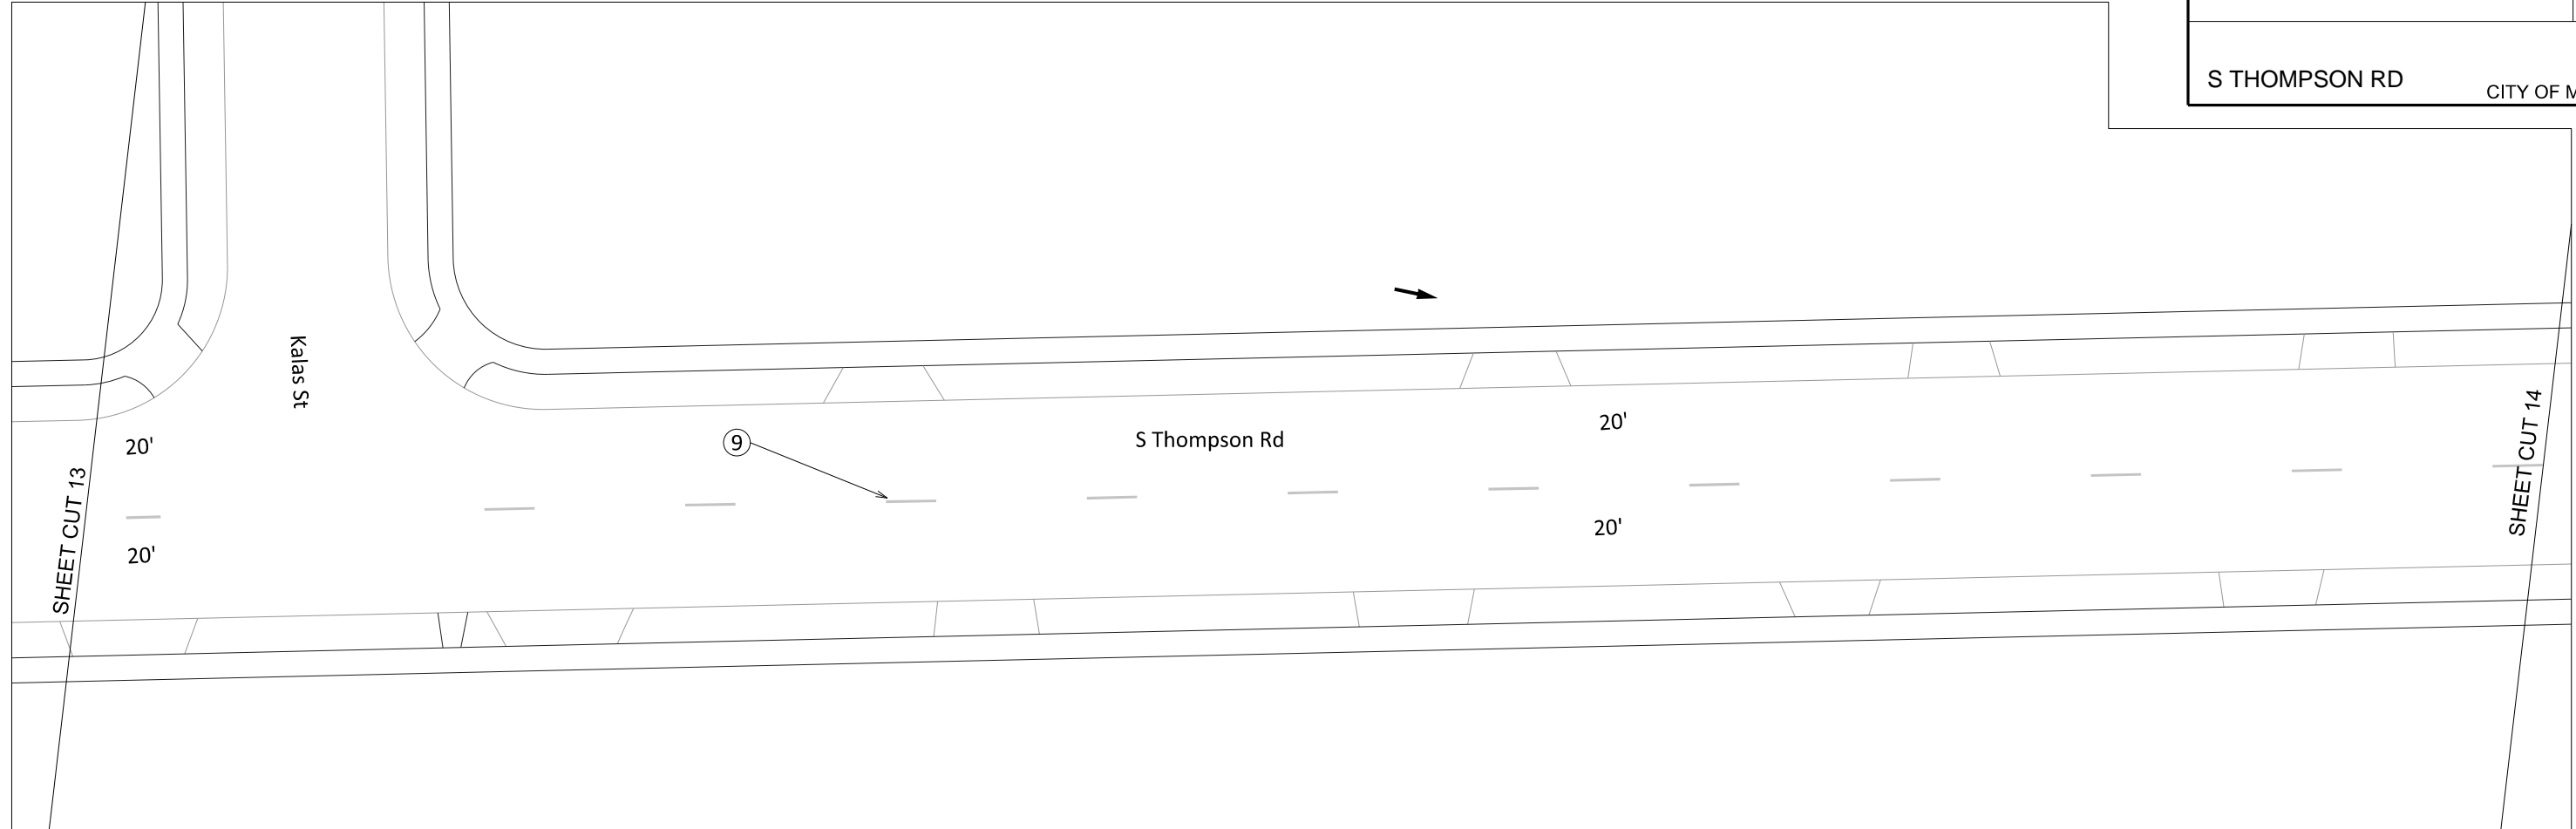 S THOMPSON RD
CITY OF M
Kalas St
20'
S Thompson Rd
20'
9
SHEET CUT 13
SHEET CUT 14
20'
20'